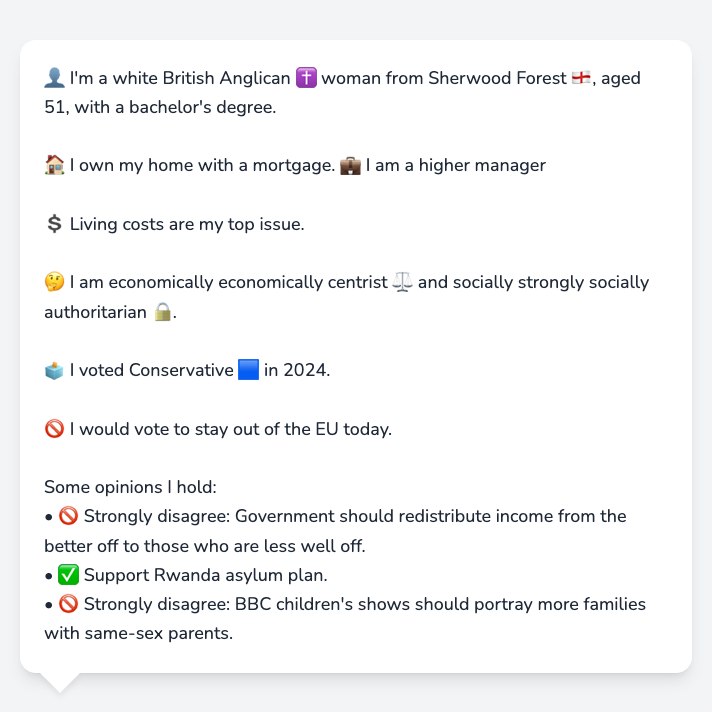 👤 I'm a white British Anglican ✝️ woman from Sherwood Forest 🏴󠁧󠁢󠁥󠁮󠁧󠁿, aged
51, with a bachelor's degree.
🏠 I own my home with a mortgage. 💼 I am a higher manager
💲 Living costs are my top issue.
🤔 I am economically economically centrist ⚖️ and socially strongly socially
authoritarian 🔒.
🗳️ I voted Conservative 🟦 in 2024.
🚫 I would vote to stay out of the EU today.
Some opinions I hold:
• 🚫 Strongly disagree: Government should redistribute income from the
better off to those who are less well off.
• ✅ Support Rwanda asylum plan.
• 🚫 Strongly disagree: BBC children's shows should portray more families
with same-sex parents.